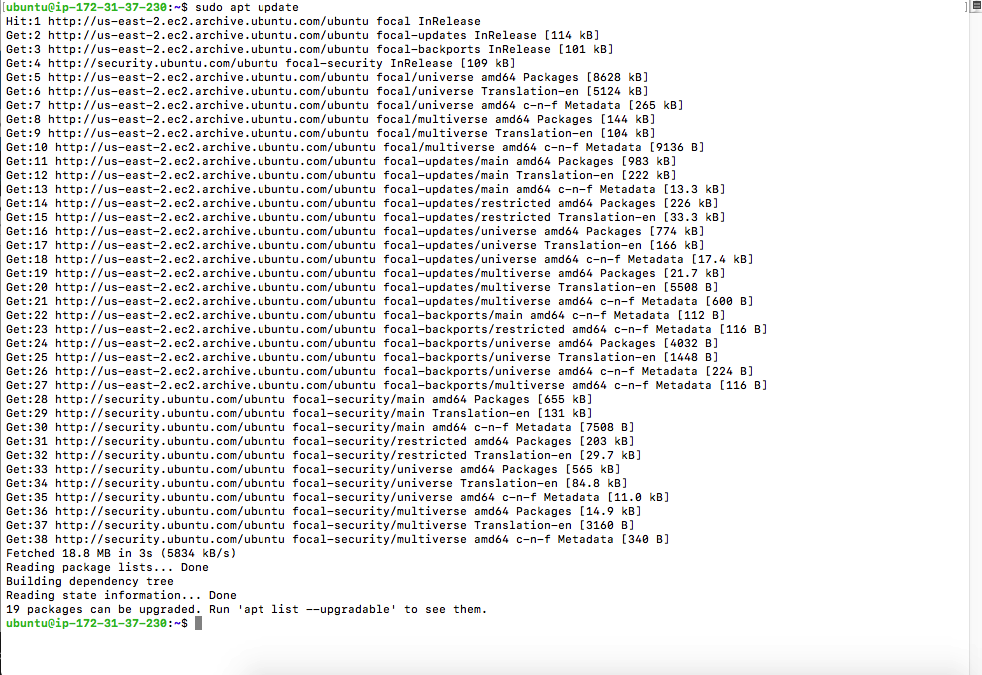 ubuntu@ip-172-31-37-230:~$ sudo apt update
Hit:1 http://us-east-2.ec2.archive.ubuntu.com/ubuntu focal InRelease
Get:2 http://us-east-2.ec2.archive.ubuntu.com/ubuntu focal-updates InRelease [114 kB]
Get:3 http://us-east-2.ec2.archive.ubuntu.com/ubuntu focal-backports InRelease [101 kB]
Get:4 http://security.ubuntu.com/ubuntu focal-security InRelease [109 kB]
Get:5 http://us-east-2.ec2.archive.ubuntu.com/ubuntu focal/universe amd64 Packages [8628 kB]
Get:6 http://us-east-2.ec2.archive.ubuntu.com/ubuntu focal/universe Translation-en [5124 kB]
Get:7 http://us-east-2.ec2.archive.ubuntu.com/ubuntu focal/universe amd64 c-n-f Metadata [265 kB]
Get:8 http://us-east-2.ec2.archive.ubuntu.com/ubuntu focal/multiverse amd64 Packages [144 kB]
Get:9 http://us-east-2.ec2.archive.ubuntu.com/ubuntu focal/multiverse Translation-en [104 kB]
Get:10 http://us-east-2.ec2.archive.ubuntu.com/ubuntu focal/multiverse amd64 c-n-f Metadata [9136 B]
Get:11 http://us-east-2.ec2.archive.ubuntu.com/ubuntu focal-updates/main amd64 Packages [983 kB]
Get:12 http://us-east-2.ec2.archive.ubuntu.com/ubuntu focal-updates/main Translation-en [222 kB]
Get:13 http://us-east-2.ec2.archive.ubuntu.com/ubuntu focal-updates/main amd64 c-n-f Metadata [13.3 kB]
Get:14 http://us-east-2.ec2.archive.ubuntu.com/ubuntu focal-updates/restricted amd64 Packages [226 kB]
Get:15 http://us-east-2.ec2.archive.ubuntu.com/ubuntu focal-updates/restricted Translation-en [33.3 kB]
Get:16 http://us-east-2.ec2.archive.ubuntu.com/ubuntu focal-updates/universe amd64 Packages [774 kB]
Get:17 http://us-east-2.ec2.archive.ubuntu.com/ubuntu focal-updates/universe Translation-en [166 kB]
Get:18 http://us-east-2.ec2.archive.ubuntu.com/ubuntu focal-updates/universe amd64 c-n-f Metadata [17.4 kB]
Get:19 http://us-east-2.ec2.archive.ubuntu.com/ubuntu focal-updates/multiverse amd64 Packages [21.7 kB]
Get:20 http://us-east-2.ec2.archive.ubuntu.com/ubuntu focal-updates/multiverse Translation-en [5508 B]
Get:21 http://us-east-2.ec2.archive.ubuntu.com/ubuntu focal-updates/multiverse amd64 c-n-f Metadata [600 B]
Get:22 http://us-east-2.ec2.archive.ubuntu.com/ubuntu focal-backports/main amd64 c-n-f Metadata [112 B]
Get:23 http://us-east-2.ec2.archive.ubuntu.com/ubuntu focal-backports/restricted amd64 c-n-f Metadata [116 B]
Get:24 http://us-east-2.ec2.archive.ubuntu.com/ubuntu focal-backports/universe amd64 Packages [4032 B]
Get:25 http://us-east-2.ec2.archive.ubuntu.com/ubuntu focal-backports/universe Translation-en [1448 B]
Get:26 http://us-east-2.ec2.archive.ubuntu.com/ubuntu focal-backports/universe amd64 c-n-f Metadata [224 B]
Get:27 http://us-east-2.ec2.archive.ubuntu.com/ubuntu focal-backports/multiverse amd64 c-n-f Metadata [116 B]
Get:28 http://security.ubuntu.com/ubuntu focal-security/main amd64 Packages [655 kB]
Get:29 http://security.ubuntu.com/ubuntu focal-security/main Translation-en [131 kB]
Get:30 http://security.ubuntu.com/ubuntu focal-security/main amd64 c-n-f Metadata [7508 B]
Get:31 http://security.ubuntu.com/ubuntu focal-security/restricted amd64 Packages [203 kB]
Get:32 http://security.ubuntu.com/ubuntu focal-security/restricted Translation-en [29.7 kB]
Get:33 http://security.ubuntu.com/ubuntu focal-security/universe amd64 Packages [565 kB]
Get:34 http://security.ubuntu.com/ubuntu focal-security/universe Translation-en [84.8 kB]
Get:35 http://security.ubuntu.com/ubuntu focal-security/universe amd64 c-n-f Metadata [11.0 kB]
Get:36 http://security.ubuntu.com/ubuntu focal-security/multiverse amd64 Packages [14.9 kB]
Get:37 http://security.ubuntu.com/ubuntu focal-security/multiverse Translation-en [3160 B]
Get:38 http://security.ubuntu.com/ubuntu focal-security/multiverse amd64 c-n-f Metadata [340 B]
Fetched 18.8 MB in 3s (5834 kB/s)
Reading package lists... Done
Building dependency tree
Reading state information... Done
19 packages can be upgraded. Run 'apt list --upgradable' to see them.
ubuntu@ip-172-31-37-230:~$